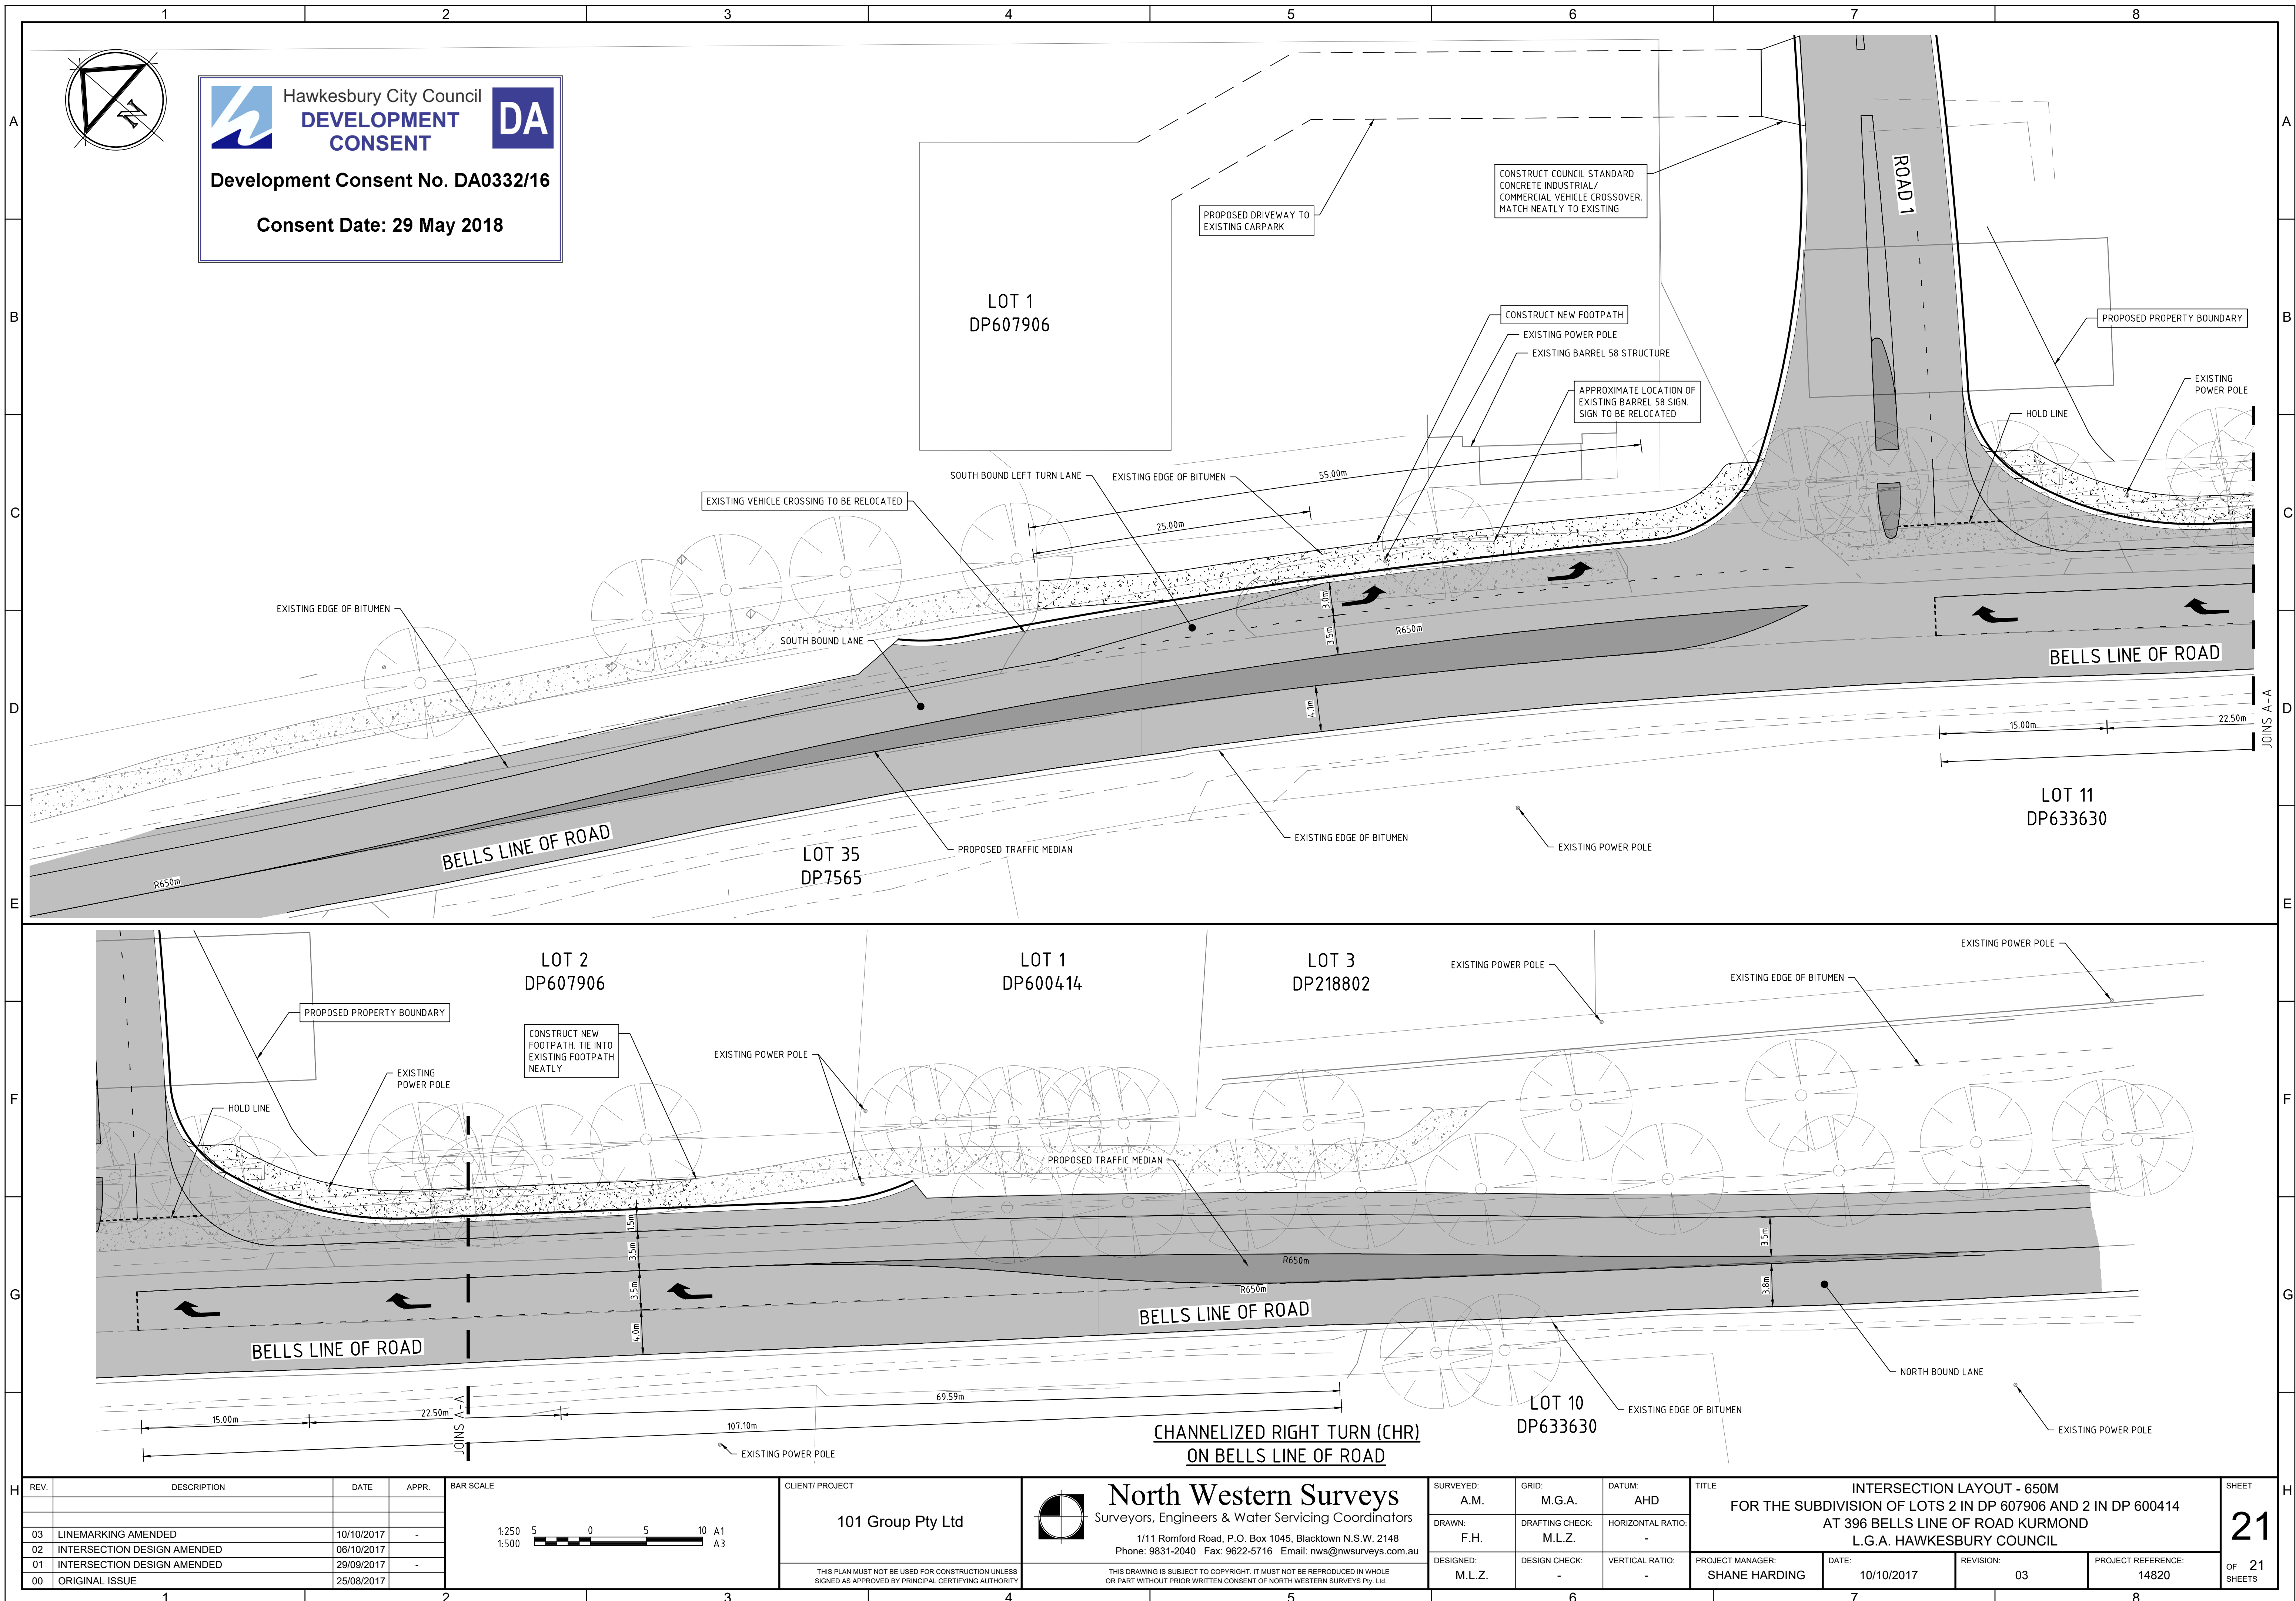 1 2 3 4 5 6 7 8
A
B
C
D
E
F
G
H
N
Hawkesbury City Council
DEVELOPMENT
CONSENT
DA
Development Consent No. DA0332/16
Consent Date: 29 May 2018
LOT 1
DP607906
PROPOSED DRIVEWAY TO
EXISTING CARPARK
CONSTRUCT COUNCIL STANDARD
CONCRETE INDUSTRIAL/
COMMERCIAL VEHICLE CROSSOVER.
MATCH NEATLY TO EXISTING
ROAD 1
CONSTRUCT NEW FOOTPATH
EXISTING POWER POLE
EXISTING BARREL 58 STRUCTURE
APPROXIMATE LOCATION OF
EXISTING BARREL 58 SIGN.
SIGN TO BE RELOCATED
PROPOSED PROPERTY BOUNDARY
EXISTING
POWER POLE
HOLD LINE
SOUTH BOUND LEFT TURN LANE
EXISTING EDGE OF BITUMEN
55.00m
25.00m
EXISTING VEHICLE CROSSING TO BE RELOCATED
EXISTING EDGE OF BITUMEN
SOUTH BOUND LANE
3.0m
3.5m
R650m
4.1m
BELLS LINE OF ROAD
15.00m
22.50m
JOINS A-A
LOT 11
DP633630
BELLS LINE OF ROAD
R650m
LOT 35
DP7565
PROPOSED TRAFFIC MEDIAN
EXISTING EDGE OF BITUMEN
EXISTING POWER POLE
LOT 2
DP607906
LOT 1
DP600414
LOT 3
DP218802
EXISTING POWER POLE
EXISTING EDGE OF BITUMEN
EXISTING POWER POLE
PROPOSED PROPERTY BOUNDARY
CONSTRUCT NEW
FOOTPATH. TIE INTO
EXISTING FOOTPATH
NEATLY
EXISTING POWER POLE
EXISTING
POWER POLE
HOLD LINE
PROPOSED TRAFFIC MEDIAN
1.5m
3.5m
3.5m
4.0m
R650m
R650m
3.5m
3.8m
BELLS LINE OF ROAD
BELLS LINE OF ROAD
NORTH BOUND LANE
15.00m
22.50m
69.59m
107.10m
JOINS A-A
EXISTING POWER POLE
CHANNELIZED RIGHT TURN (CHR)
ON BELLS LINE OF ROAD
LOT 10
DP633630
EXISTING EDGE OF BITUMEN
EXISTING POWER POLE
REV. DESCRIPTION DATE APPR.
03 LINEMARKING AMENDED 10/10/2017 -
02 INTERSECTION DESIGN AMENDED 06/10/2017
01 INTERSECTION DESIGN AMENDED 29/09/2017 -
00 ORIGINAL ISSUE 25/08/2017
BAR SCALE
1:250 5 0 5 10 A1
1:500 A3
CLIENT/ PROJECT
101 Group Pty Ltd
THIS PLAN MUST NOT BE USED FOR CONSTRUCTION UNLESS
SIGNED AS APPROVED BY PRINCIPAL CERTIFYING AUTHORITY
North Western Surveys
Surveyors, Engineers & Water Servicing Coordinators
1/11 Romford Road, P.O. Box 1045, Blacktown N.S.W. 2148
Phone: 9831-2040 Fax: 9622-5716 Email: nws@nwsurveys.com.au
THIS DRAWING IS SUBJECT TO COPYRIGHT. IT MUST NOT BE REPRODUCED IN WHOLE
OR PART WITHOUT PRIOR WRITTEN CONSENT OF NORTH WESTERN SURVEYS Pty. Ltd.
SURVEYED: A.M.
GRID: M.G.A.
DATUM: AHD
DRAWN: F.H.
DRAFTING CHECK: M.L.Z.
HORIZONTAL RATIO: -
DESIGNED: M.L.Z.
DESIGN CHECK: -
VERTICAL RATIO: -
TITLE
INTERSECTION LAYOUT - 650M
FOR THE SUBDIVISION OF LOTS 2 IN DP 607906 AND 2 IN DP 600414
AT 396 BELLS LINE OF ROAD KURMOND
L.G.A. HAWKESBURY COUNCIL
PROJECT MANAGER: SHANE HARDING
DATE: 10/10/2017
REVISION: 03
PROJECT REFERENCE: 14820
SHEET
21
OF 21
SHEETS
1 2 3 4 5 6 7 8
A
B
C
D
E
F
G
H